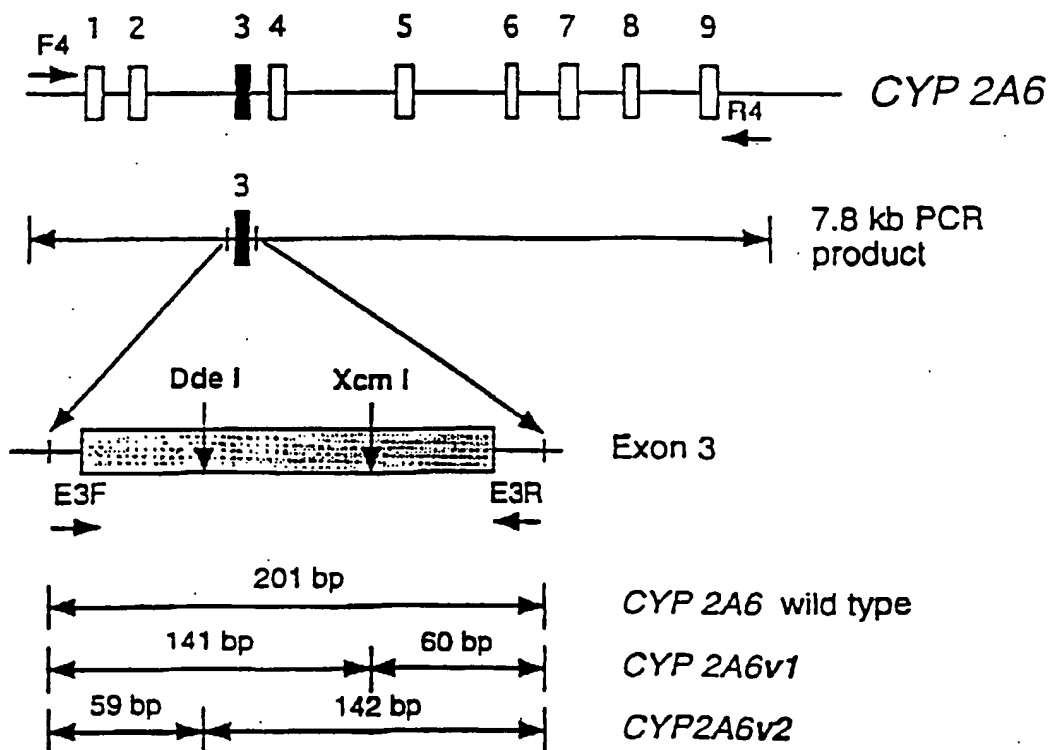 1 2 3 4 5 6 7 8 9
F4
CYP 2A6
R4
3
7.8 kb PCR
product
Dde I Xcm I
Exon 3
E3F E3R
201 bp
CYP 2A6 wild type
141 bp 60 bp
CYP 2A6v1
59 bp 142 bp
CYP2A6v2